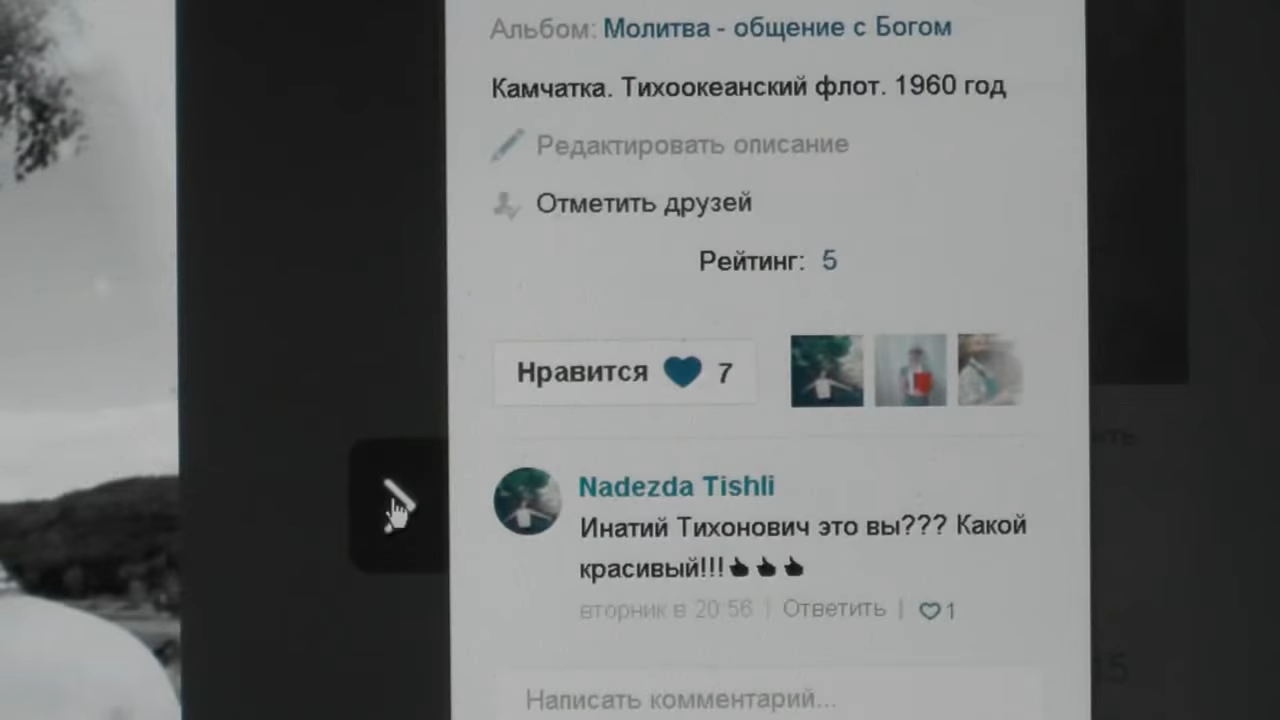 Альбом: Молитва - общение с Богом
Камчатка. Тихоокеанский флот. 1960 год
Редактировать описание
Отметить друзей
Рейтинг: 5
Нравится 7
Nadezda Tishli
Инатий Тихонович это вы??? Какой
красивый!!!
вторник в 20:56 | Ответить | 1
Написать комментарий...